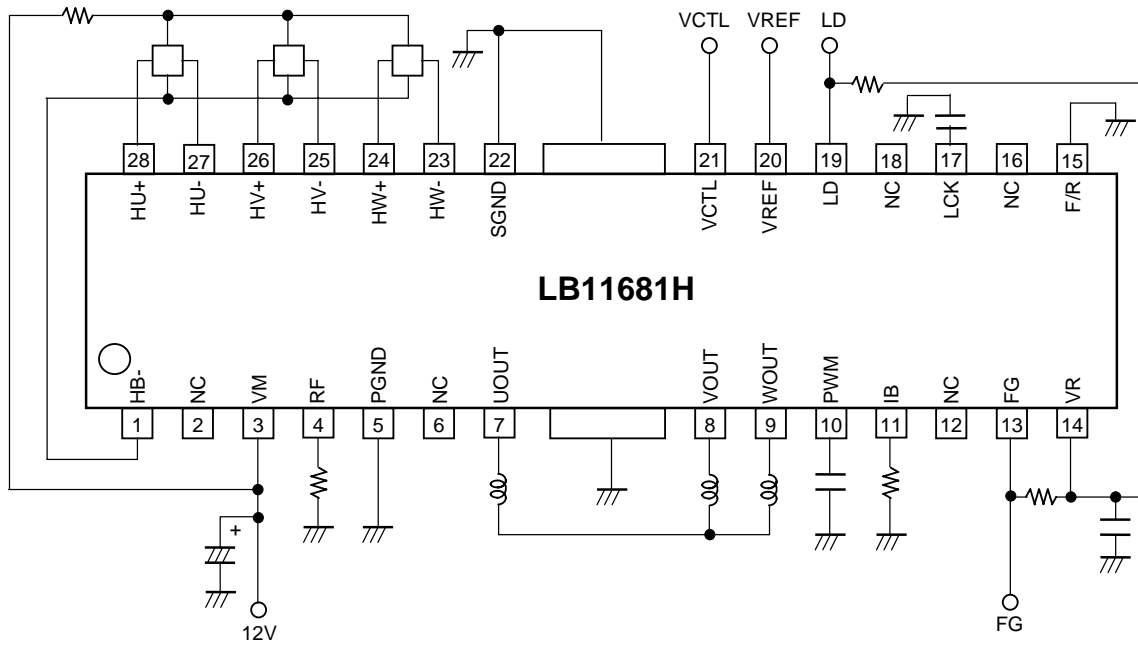 VCTL VREF LD
28 27 26 25 24 23 22 21 20 19 18 17 16 15
HU+ HU- HV+ HV- HW+ HW- SGND VCTL VREF LD NC LCK NC F/R
LB11681H
HB- NC VM RF PGND NC UOUT VOUT WOUT PWM IB NC FG VR
1 2 3 4 5 6 7 8 9 10 11 12 13 14
+
12V
FG